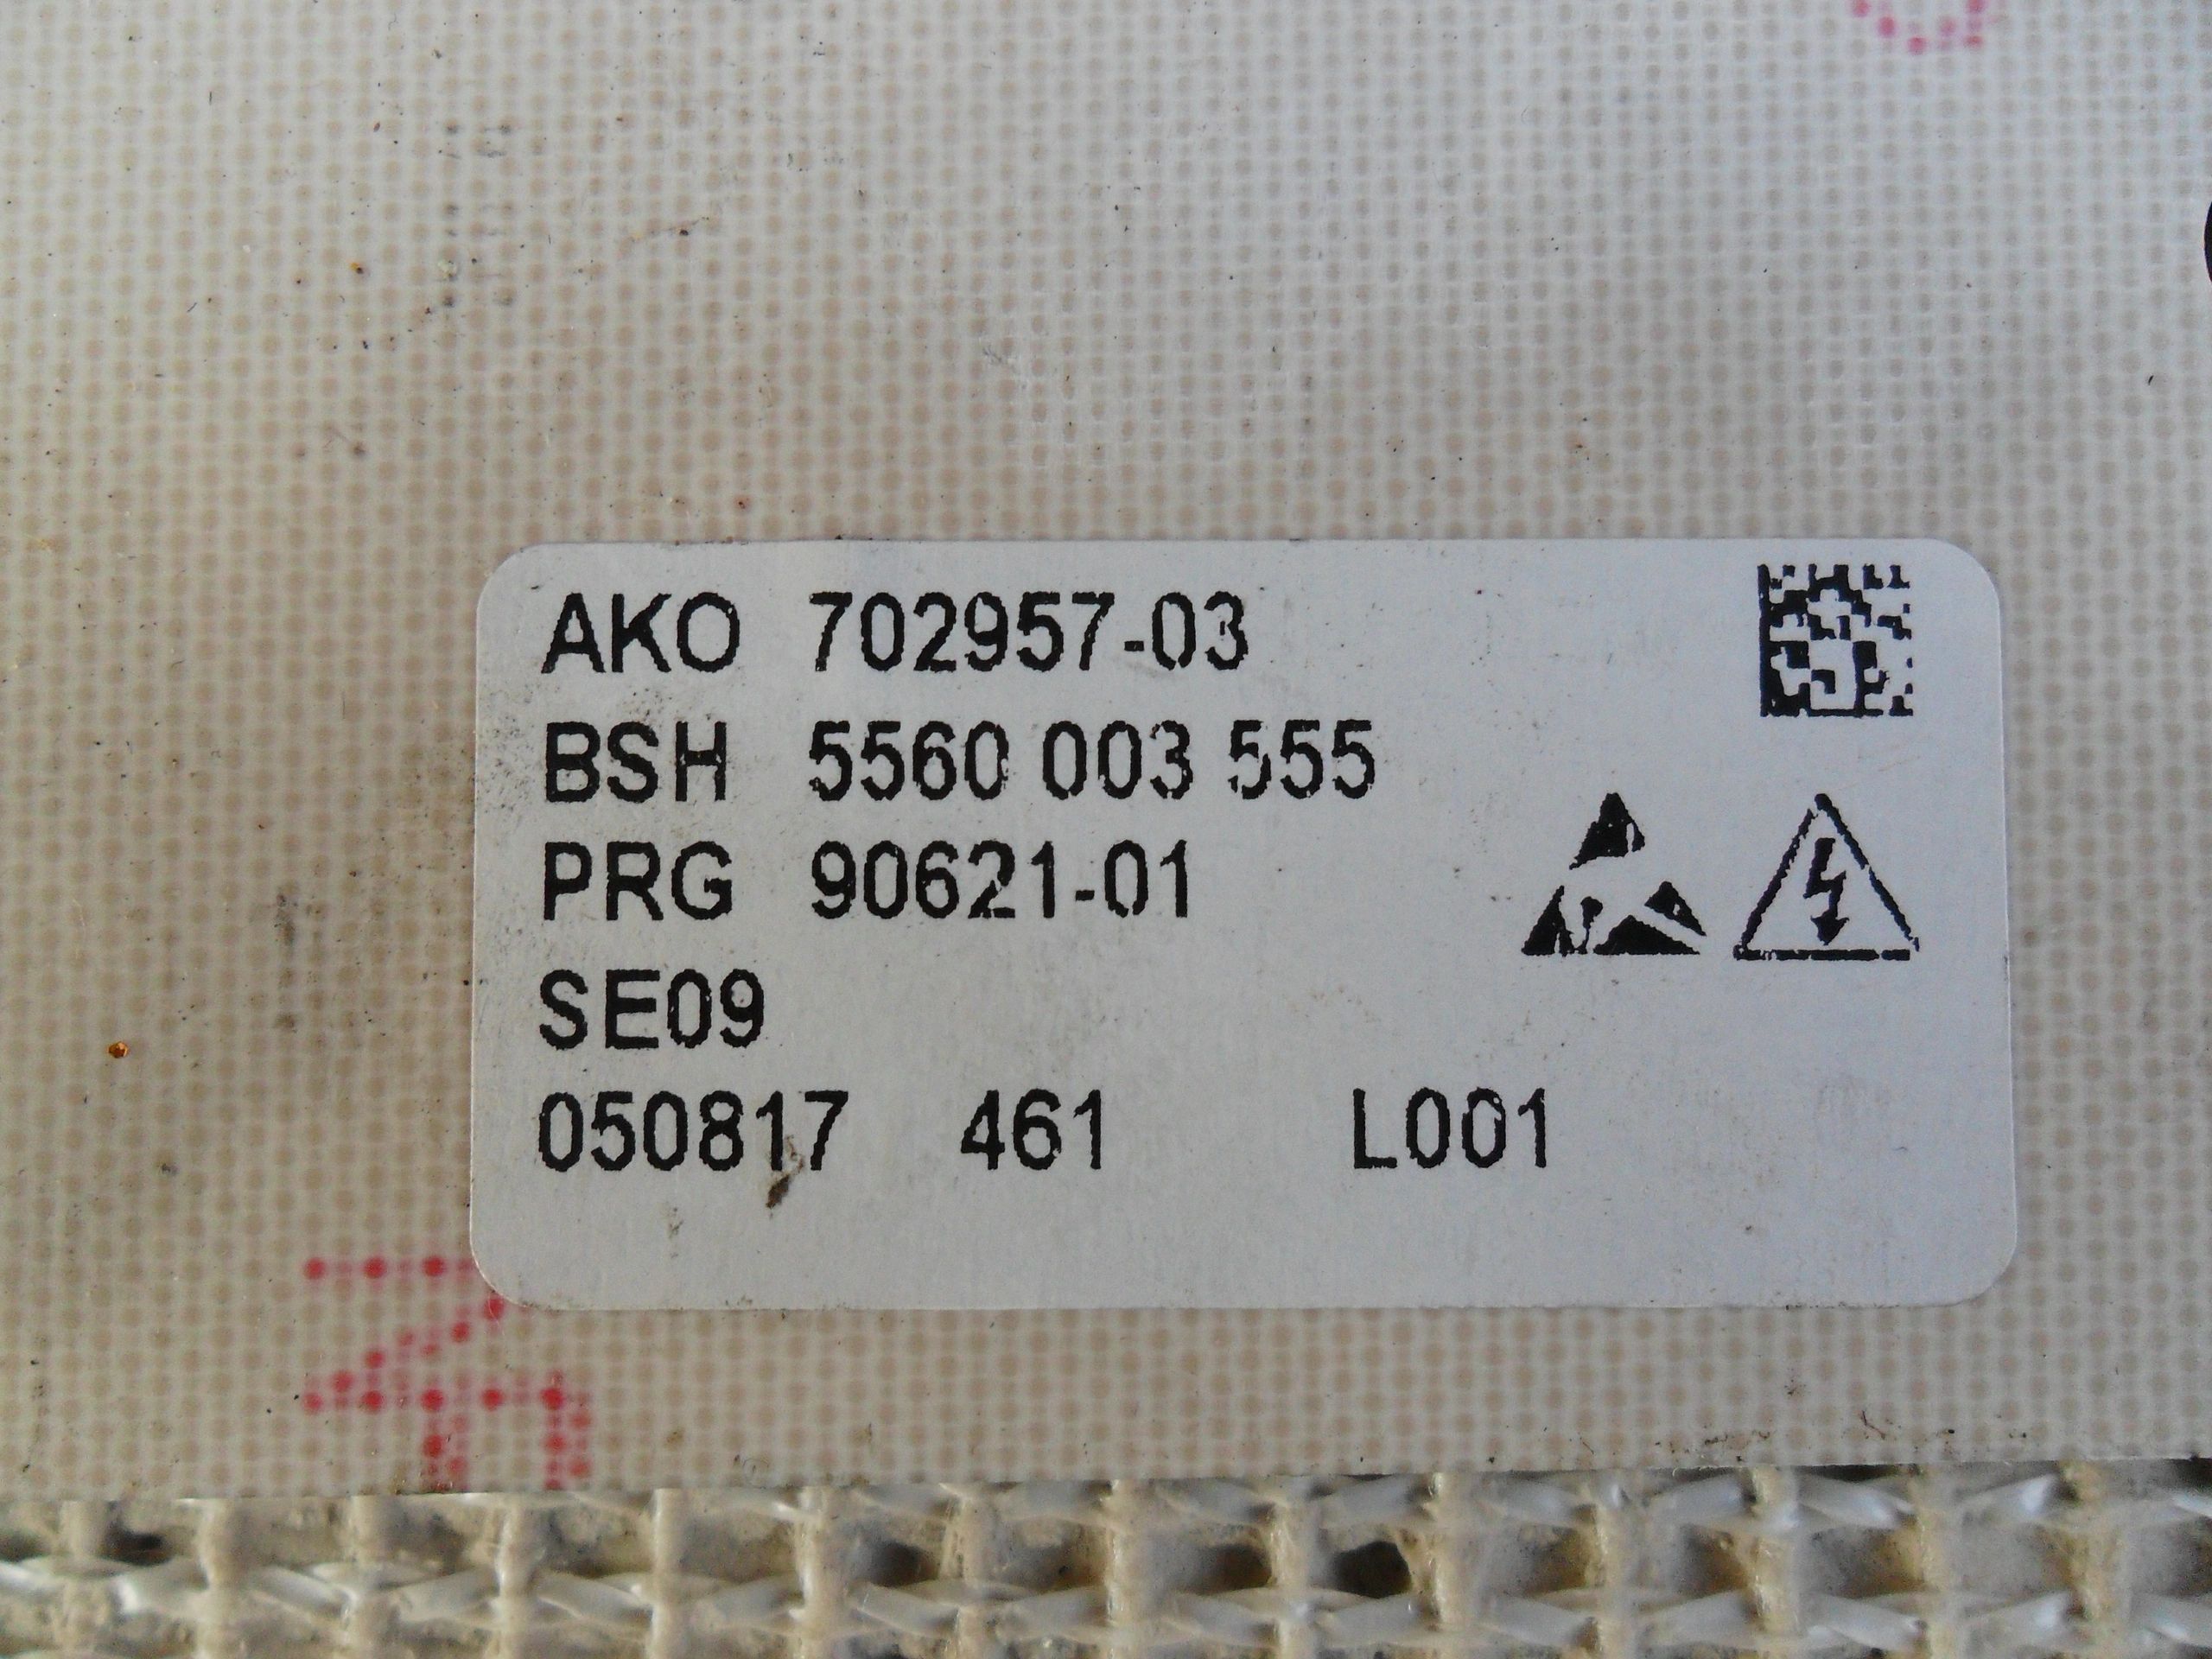 AKO 702957-03
BSH 5560 003 555
PRG 90621-01
SE09
050817 461 L001